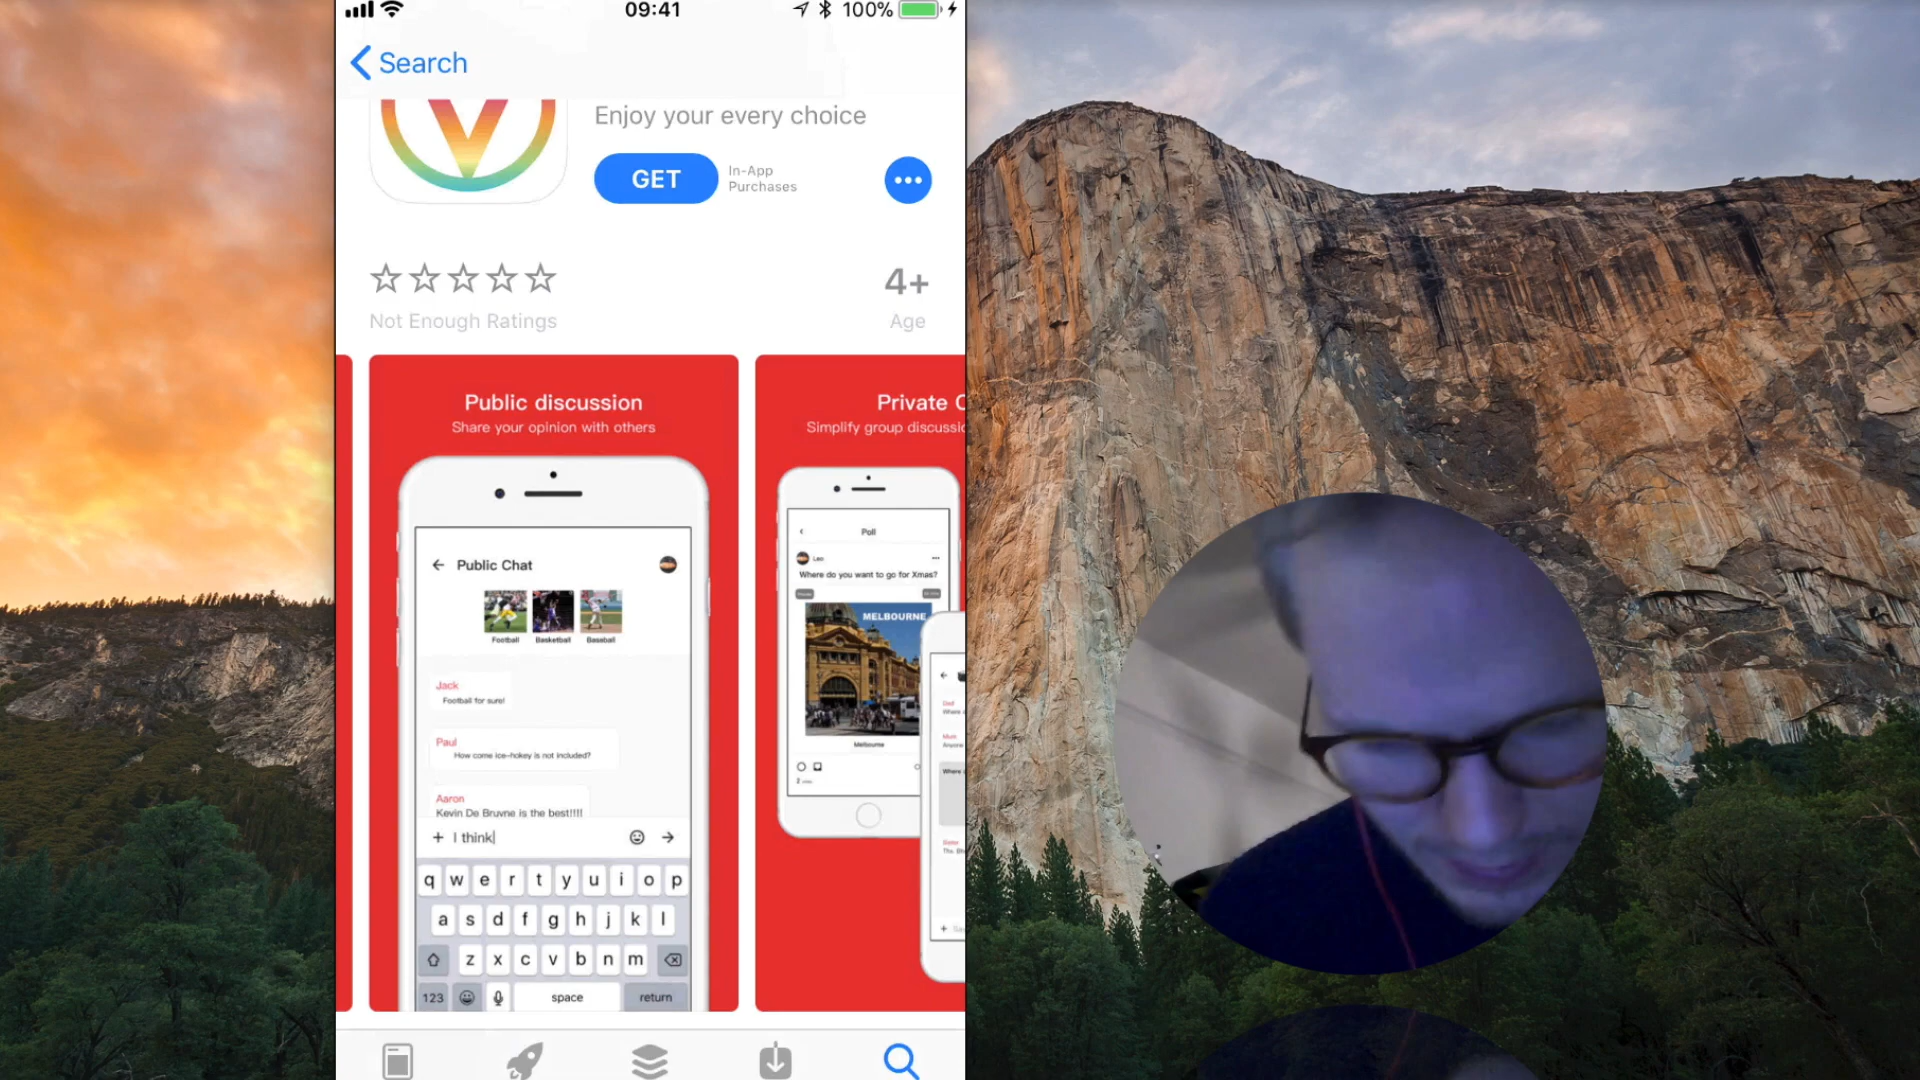 09:41 100%
Search
V
Enjoy your every choice
GET In-App
Purchases
4+
Not Enough Ratings Age
Public discussion
Share your opinion with others
Public Chat
Football Basketball Baseball
Jack
Football for sure!
Paul
How come ice-hokey is not included?
Aaron
Kevin De Bruyne is the best!!!!
+ I think
q w e r t y u i o p
a s d f g h j k l
z x c v b n m
123 space return
Private
Simplify group
Poll
Leo
Where do you want to go for Xmas?
MELBOURNE
Melbourne
Dad
Mum